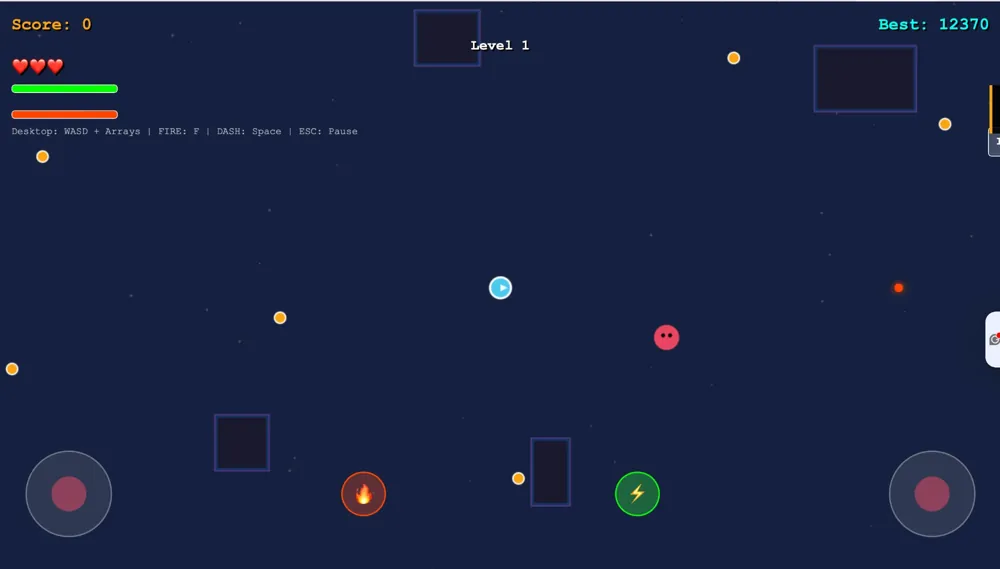 Score: 0
Best: 12370
Level 1
Desktop: WASD + Arrays | FIRE: F | DASH: Space | ESC: Pause